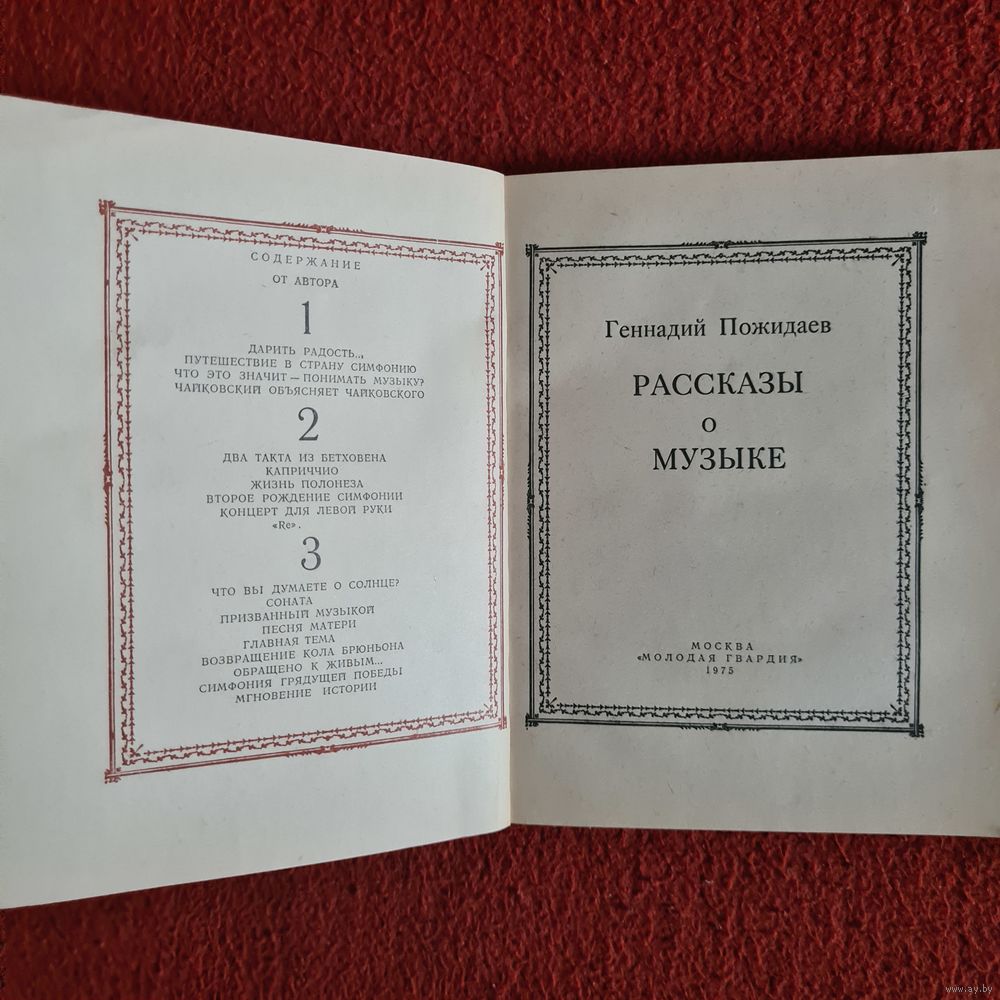 СОДЕРЖАНИЕ
ОТ АВТОРА
1
ДАРИТЬ РАДОСТЬ...
ПУТЕШЕСТВИЕ В СТРАНУ СИМФОНИЮ
ЧТО ЭТО ЗНАЧИТ — ПОНИМАТЬ МУЗЫКУ?
ЧАЙКОВСКИЙ ОБЪЯСНЯЕТ ЧАЙКОВСКОГО
2
ДВА ТАКТА ИЗ БЕТХОВЕНА
КАПРИЧЧИО
ЖИЗНЬ ПОЛОНЕЗА
ВТОРОЕ РОЖДЕНИЕ СИМФОНИИ
КОНЦЕРТ ДЛЯ ЛЕВОЙ РУКИ
«Re».
3
ЧТО ВЫ ДУМАЕТЕ О СОЛНЦЕ?
СОНАТА
ПРИЗВАННЫЙ МУЗЫКОЙ
ПЕСНЯ МАТЕРИ
ГЛАВНАЯ ТЕМА
ВОЗВРАЩЕНИЕ КОЛА БРЮНЬОНА
ОБРАЩЕНО К ЖИВЫМ...
СИМФОНИЯ ГРЯДУЩЕЙ ПОБЕДЫ
МГНОВЕНИЕ ИСТОРИИ
Геннадий Пожидаев
РАССКАЗЫ
О
МУЗЫКЕ
МОСКВА
«МОЛОДАЯ ГВАРДИЯ»
1975
www.ay.by